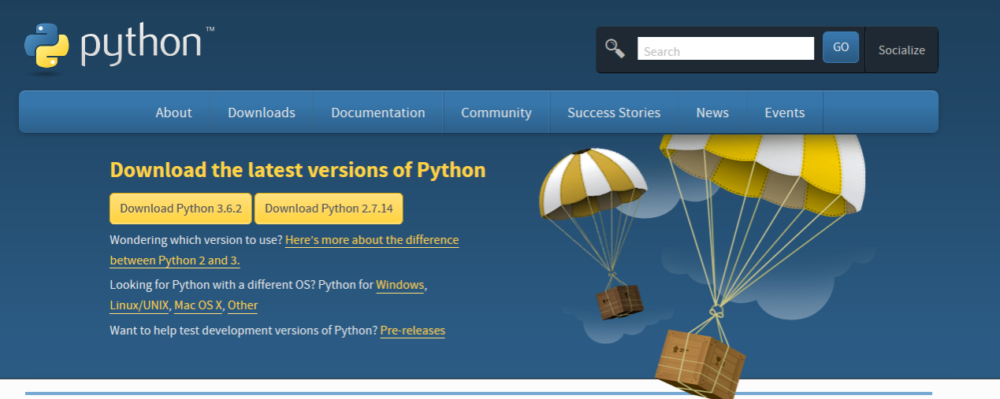 python™
Search
GO
Socialize
About
Downloads
Documentation
Community
Success Stories
News
Events
Download the latest versions of Python
Download Python 3.6.2
Download Python 2.7.14
Wondering which version to use? Here's more about the difference
between Python 2 and 3.
Looking for Python with a different OS? Python for Windows,
Linux/UNIX, Mac OS X, Other
Want to help test development versions of Python? Pre-releases